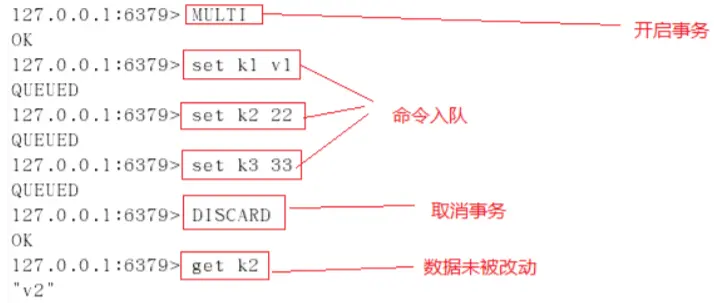 127.0.0.1:6379> MULTI 开启事务
OK
127.0.0.1:6379> set k1 v1
QUEUED
127.0.0.1:6379> set k2 22 命令入队
QUEUED
127.0.0.1:6379> set k3 33
QUEUED
127.0.0.1:6379> DISCARD 取消事务
OK
127.0.0.1:6379> get k2 数据未被改动
"v2"